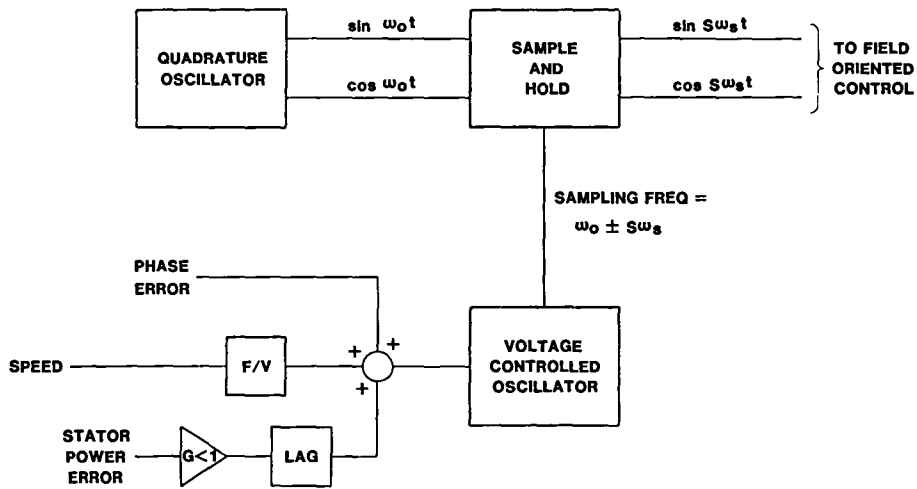 QUADRATURE
OSCILLATOR
sin ω₀t
cos ω₀t
SAMPLE
AND
HOLD
sin Sωₛt
cos Sωₛt
TO FIELD
ORIENTED
CONTROL
SAMPLING FREQ =
ω₀ ± Sωₛ
PHASE
ERROR
SPEED
F/V
+
+
+
VOLTAGE
CONTROLLED
OSCILLATOR
STATOR
POWER
ERROR
G<1
LAG